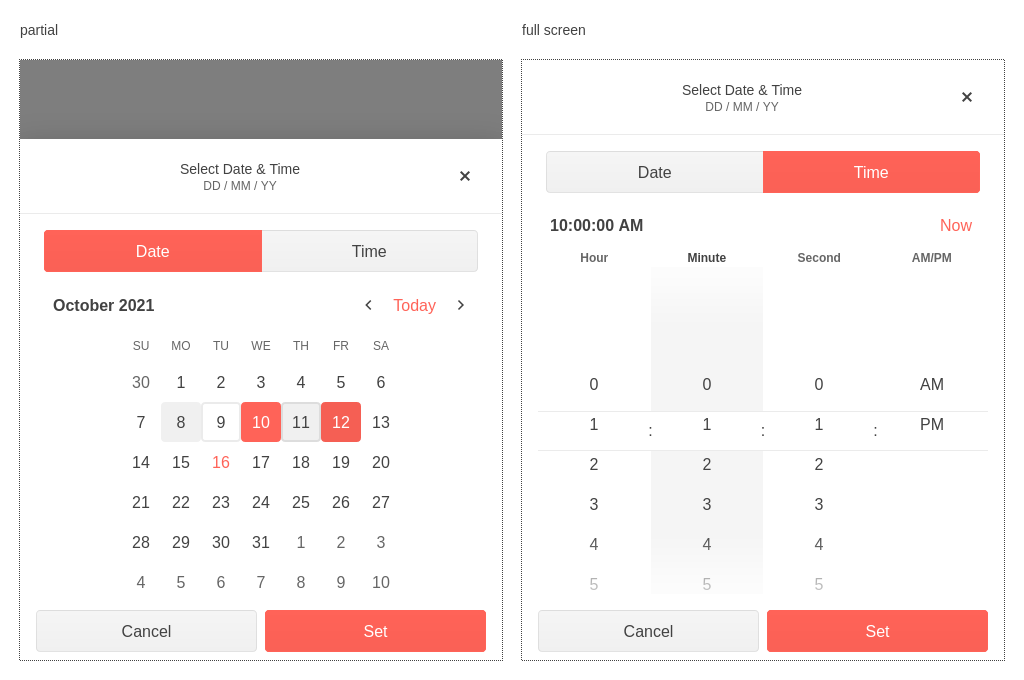 partial
Select Date & Time
DD / MM / YY
Date Time
October 2021 Today
SU MO TU WE TH FR SA
30 1 2 3 4 5 6
7 8 9 10 11 12 13
14 15 16 17 18 19 20
21 22 23 24 25 26 27
28 29 30 31 1 2 3
4 5 6 7 8 9 10
Cancel Set
full screen
Select Date & Time
DD / MM / YY
Date Time
10:00:00 AM Now
Hour Minute Second AM/PM
0 0 0 AM
1 : 1 : 1 : PM
2 2 2
3 3 3
4 4 4
5 5 5
Cancel Set